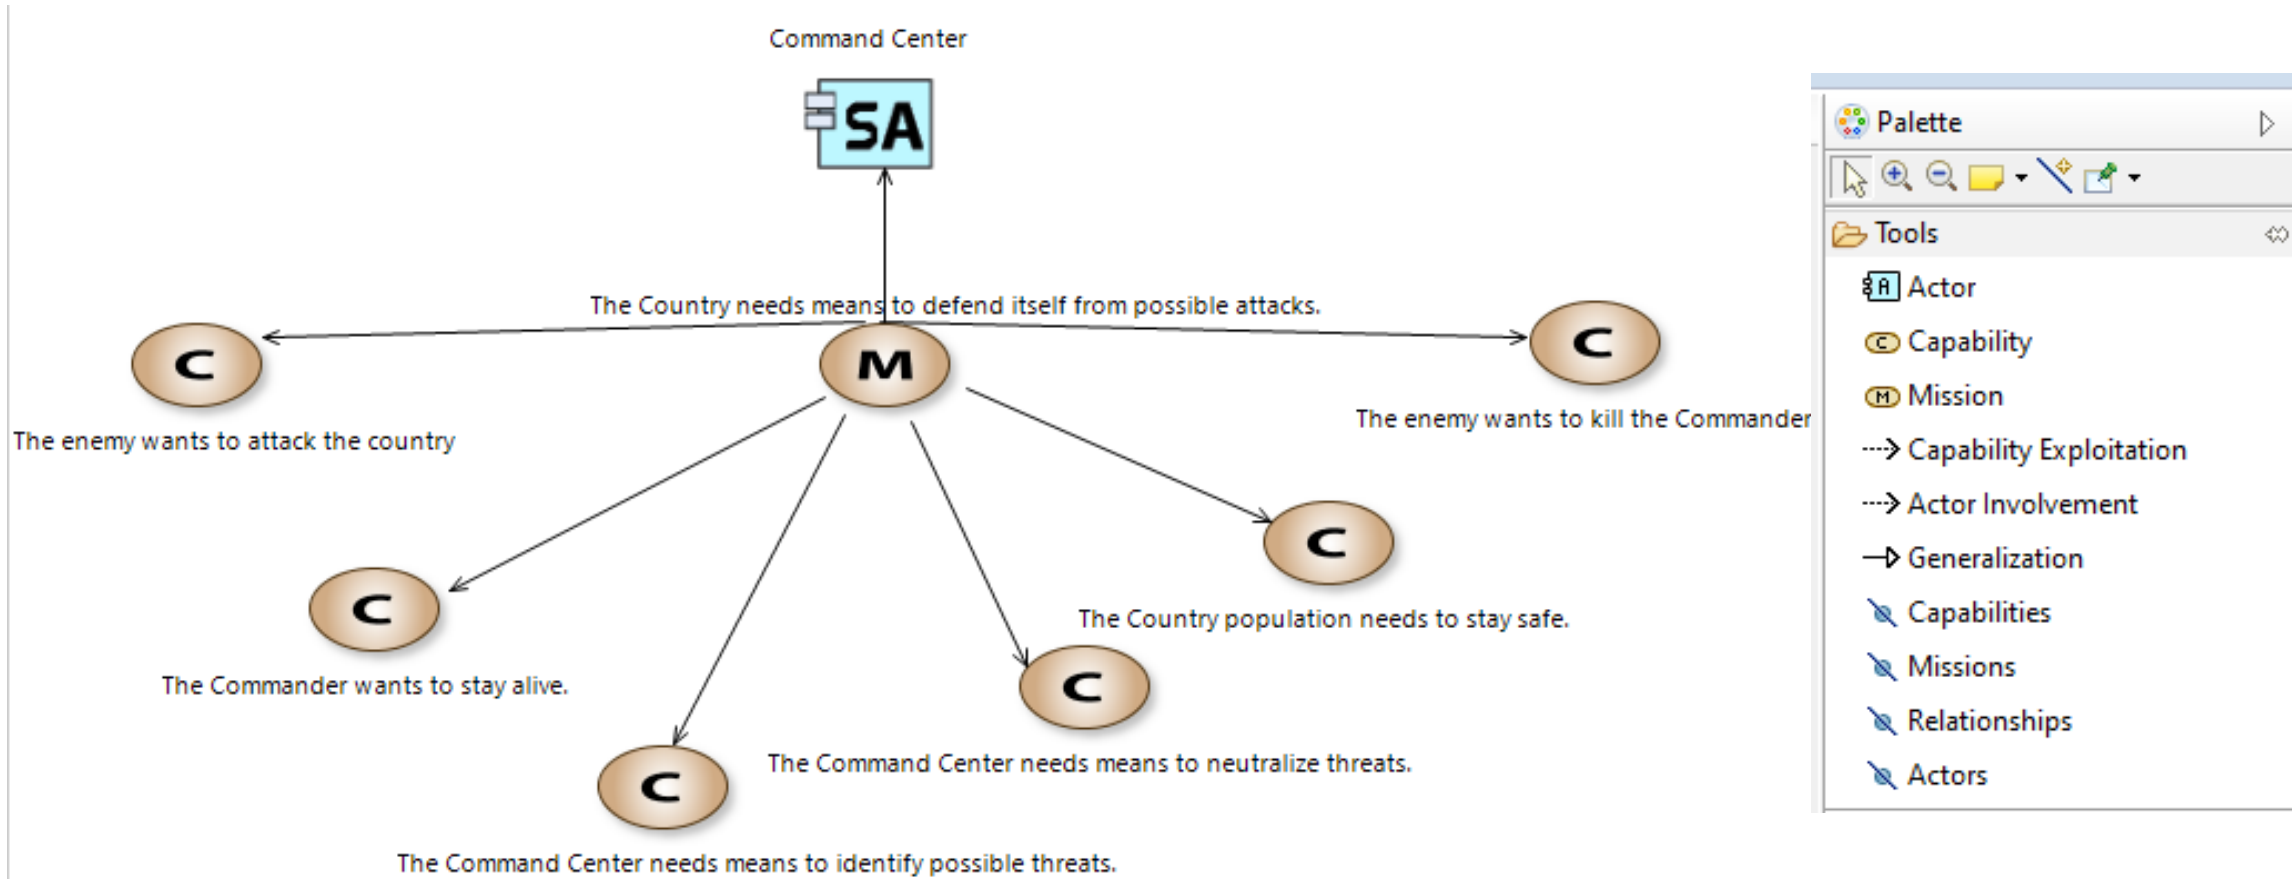 Command Center
SA
The Country needs means to defend itself from possible attacks.
C
M
C
The enemy wants to attack the country
The enemy wants to kill the Commander
C
C
The Commander wants to stay alive.
The Country population needs to stay safe.
C
The Command Center needs means to neutralize threats.
C
The Command Center needs means to identify possible threats.
Palette
Tools
A Actor
C Capability
M Mission
Capability Exploitation
Actor Involvement
Generalization
Capabilities
Missions
Relationships
Actors